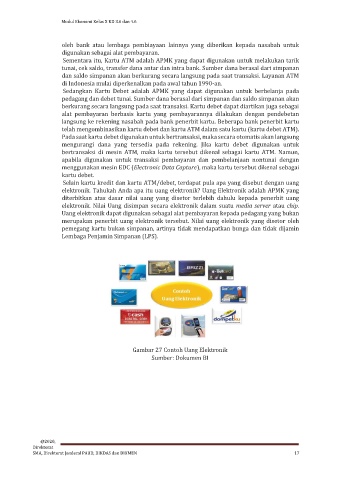 Modul Ekonomi Kelas X KD 3.6 dan 4.6
oleh bank atau lembaga pembiayaan lainnya yang diberikan kepada nasabah untuk
digunakan sebagai alat pembayaran.
Sementara itu, Kartu ATM adalah APMK yang dapat digunakan untuk melakukan tarik
tunai, cek saldo, transfer dana antar dan intra bank. Sumber dana berasal dari simpanan
dan saldo simpanan akan berkurang secara langsung pada saat transaksi. Layanan ATM
di Indonesia mulai diperkenalkan pada awal tahun 1990-an.
Sedangkan Kartu Debet adalah APMK yang dapat digunakan untuk berbelanja pada
pedagang dan debet tunai. Sumber dana berasal dari simpanan dan saldo simpanan akan
berkurang secara langsung pada saat transaksi. Kartu debet dapat diartikan juga sebagai
alat pembayaran berbasis kartu yang pembayarannya dilakukan dengan pendebetan
langsung ke rekening nasabah pada bank penerbit kartu. Beberapa bank penerbit kartu
telah mengombinasikan kartu debet dan kartu ATM dalam satu kartu (kartu debet ATM).
Pada saat kartu debet digunakan untuk bertransaksi, maka secara otomatis akan langsung
mengurangi dana yang tersedia pada rekening. Jika kartu debet digunakan untuk
bertransaksi di mesin ATM, maka kartu tersebut dikenal sebagai kartu ATM. Namun,
apabila digunakan untuk transaksi pembayaran dan pembelanjaan nontunai dengan
menggunakan mesin EDC (Electronic Data Capture), maka kartu tersebut dikenal sebagai
kartu debet.
Selain kartu kredit dan kartu ATM/debet, terdapat pula apa yang disebut dengan uang
elektronik. Tahukah Anda apa itu uang elektronik? Uang Elektronik adalah APMK yang
diterbitkan atas dasar nilai uang yang disetor terlebih dahulu kepada penerbit uang
elektronik. Nilai Uang disimpan secara elektronik dalam suatu media server atau chip.
Uang elektronik dapat digunakan sebagai alat pembayaran kepada pedagang yang bukan
merupakan penerbit uang elektronik tersebut. Nilai uang elektronik yang disetor oleh
pemegang kartu bukan simpanan, artinya tidak mendapatkan bunga dan tidak dijamin
Lembaga Penjamin Simpanan (LPS).
BRIZZI
Contoh
Uang Elektronik
t-cash
dompetku
Gambar 27 Contoh Uang Elektronik
Sumber: Dokumen BI
@2020,
Direktorat
SMA, Direktorat Jenderal PAUD, DIKDAS dan DIKMEN 17